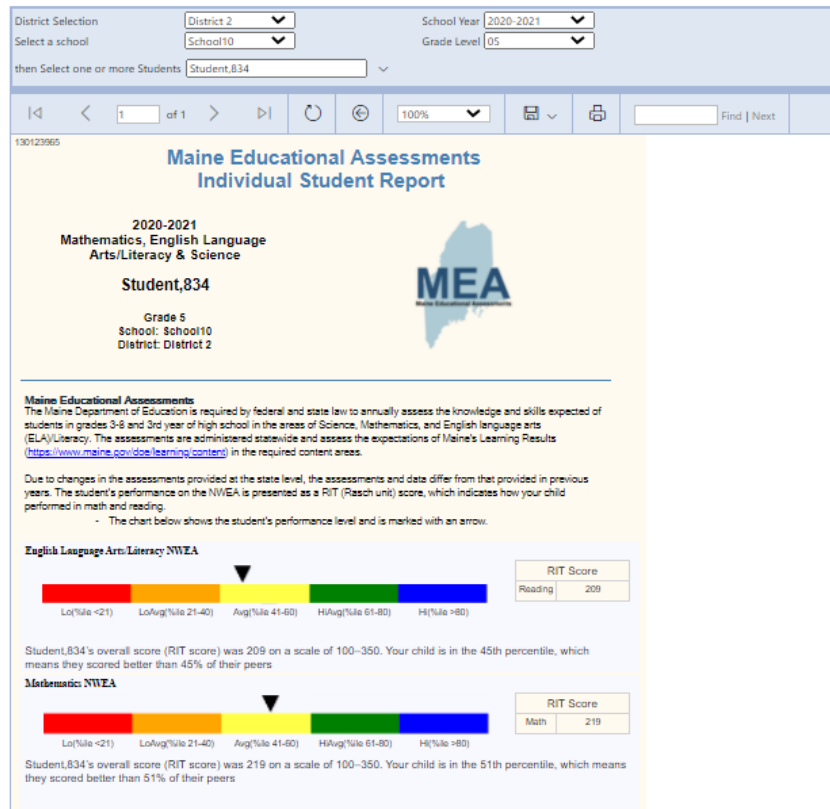 District Selection District 2 School Year 2020-2021
Select a school School10 Grade Level 05
then Select one or more Students Student,834
1 of 1 100% Find | Next
130123965
Maine Educational Assessments
Individual Student Report
2020-2021
Mathematics, English Language
Arts/Literacy & Science
Student,834
Grade 5
School: School10
District: District 2
MEA
Maine Educational Assessments
Maine Educational Assessments
The Maine Department of Education is required by federal and state law to annually assess the knowledge and skills expected of
students in grades 3-8 and 3rd year of high school in the areas of Science, Mathematics, and English language arts
(ELA)/Literacy. The assessments are administered statewide and assess the expectations of Maine's Learning Results
(https://www.maine.gov/doe/learning/content) in the required content areas.
Due to changes in the assessments provided at the state level, the assessments and data differ from that provided in previous
years. The student's performance on the NWEA is presented as a RIT (Rasch unit) score, which indicates how your child
performed in math and reading.
- The chart below shows the student's performance level and is marked with an arrow.
English Language Arts/Literacy NWEA
RIT Score
Reading 209
Lo(%ile <21) LoAvg(%ile 21-40) Avg(%ile 41-60) HiAvg(%ile 61-80) Hi(%ile >80)
Student,834's overall score (RIT score) was 209 on a scale of 100–350. Your child is in the 45th percentile, which
means they scored better than 45% of their peers
Mathematics NWEA
RIT Score
Math 219
Lo(%ile <21) LoAvg(%ile 21-40) Avg(%ile 41-60) HiAvg(%ile 61-80) Hi(%ile >80)
Student,834's overall score (RIT score) was 219 on a scale of 100–350. Your child is in the 51th percentile, which means
they scored better than 51% of their peers